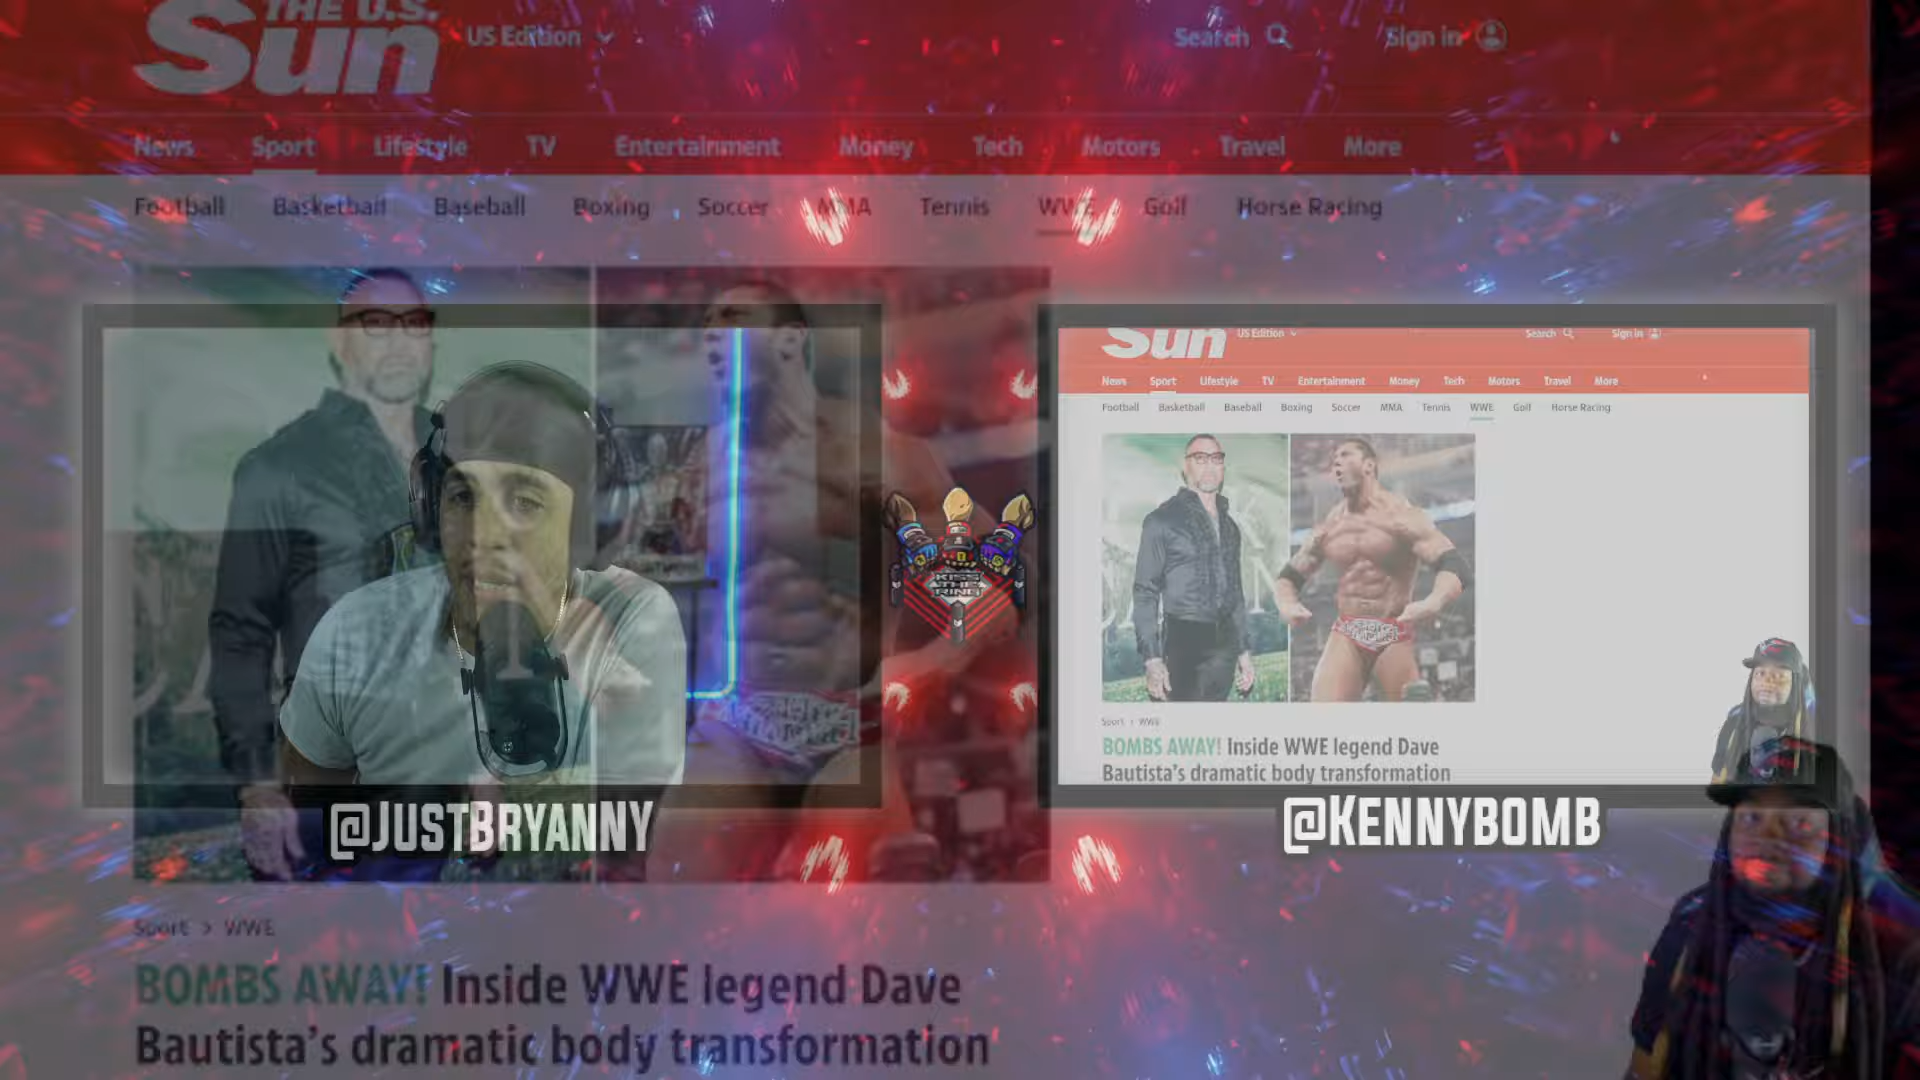 THE U.S.
Sun
US Edition
Search
Sign in
News Sport Lifestyle TV Entertainment Money Tech Motors Travel More
Football Basketball Baseball Boxing Soccer MMA Tennis WWE Golf Horse Racing
Sun
US Edition
Search
Sign in
News Sport Lifestyle TV Entertainment Money Tech Motors Travel More
Football Basketball Baseball Boxing Soccer MMA Tennis WWE Golf Horse Racing
KISS
THE
RING
Sport > WWE
BOMBS AWAY! Inside WWE legend Dave
Bautista's dramatic body transformation
@JUSTBRYANNY
@KENNYBOMB
Sport > WWE
BOMBS AWAY! Inside WWE legend Dave
Bautista's dramatic body transformation